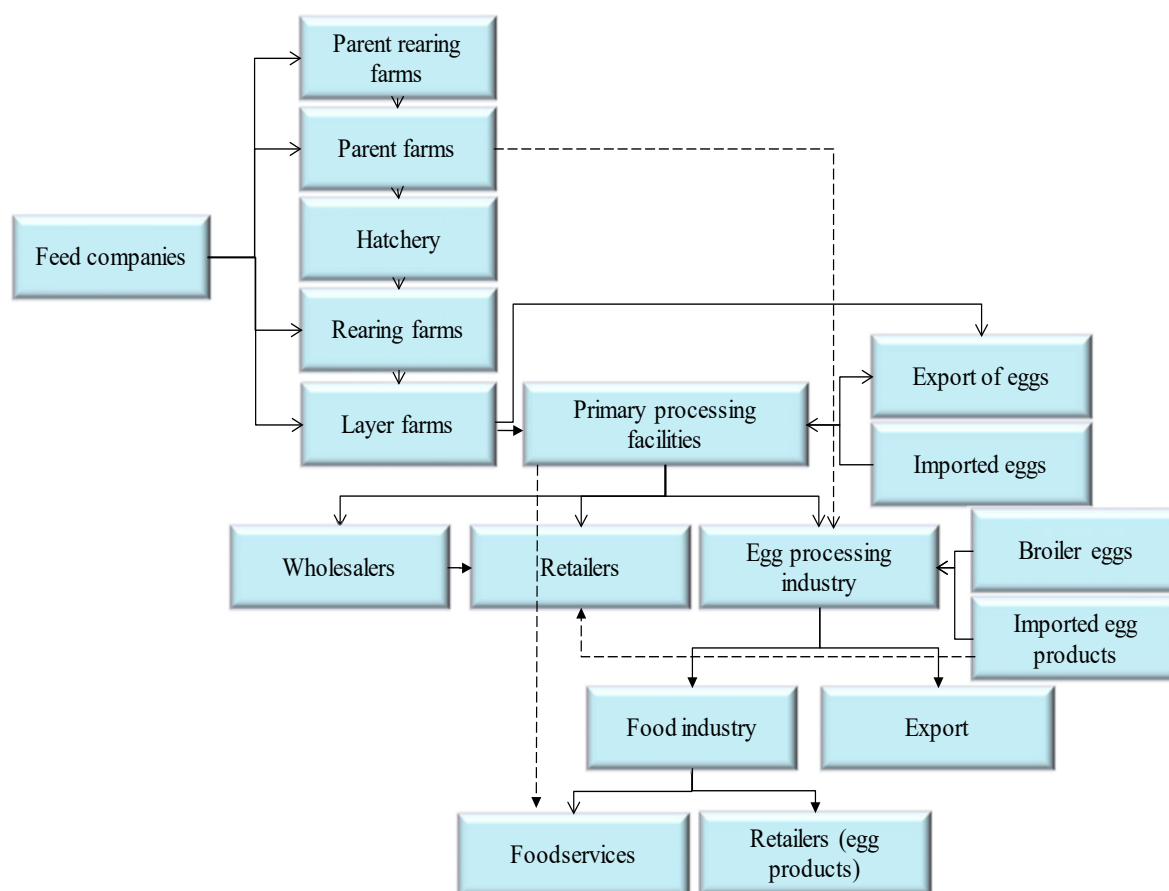 Parent rearing
farms
Parent farms
Hatchery
Feed companies
Rearing farms
Layer farms
Primary processing
facilities
Export of eggs
Imported eggs
Wholesalers
Retailers
Egg processing
industry
Broiler eggs
Imported egg
products
Food industry
Export
Foodservices
Retailers (egg
products)